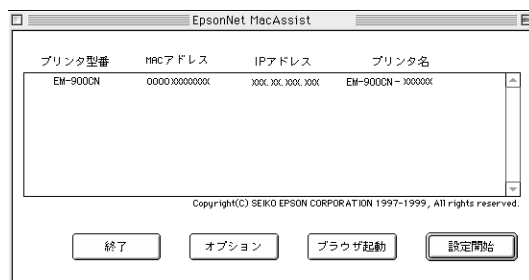 EpsonNet MacAssist
プリンタ型番 MACアドレス IPアドレス プリンタ名
EM-900CN 0000XXXXXXXX XXX.XX.XXX.XXX EM-900CN-XXXXXX
Copyright(C) SEIKO EPSON CORPORATION 1997-1999, All rights reserved.
終了 オプション ブラウザ起動 設定開始